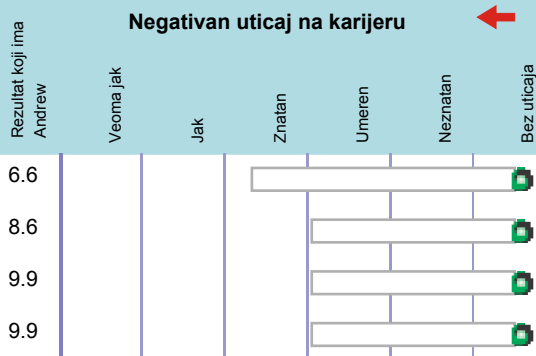 Negativan uticaj na karijeru
Rezultat koji ima
Andrew
Veoma jak
Jak
Znatan
Umeren
Neznatan
Bez uticaja
6.6
8.6
9.9
9.9